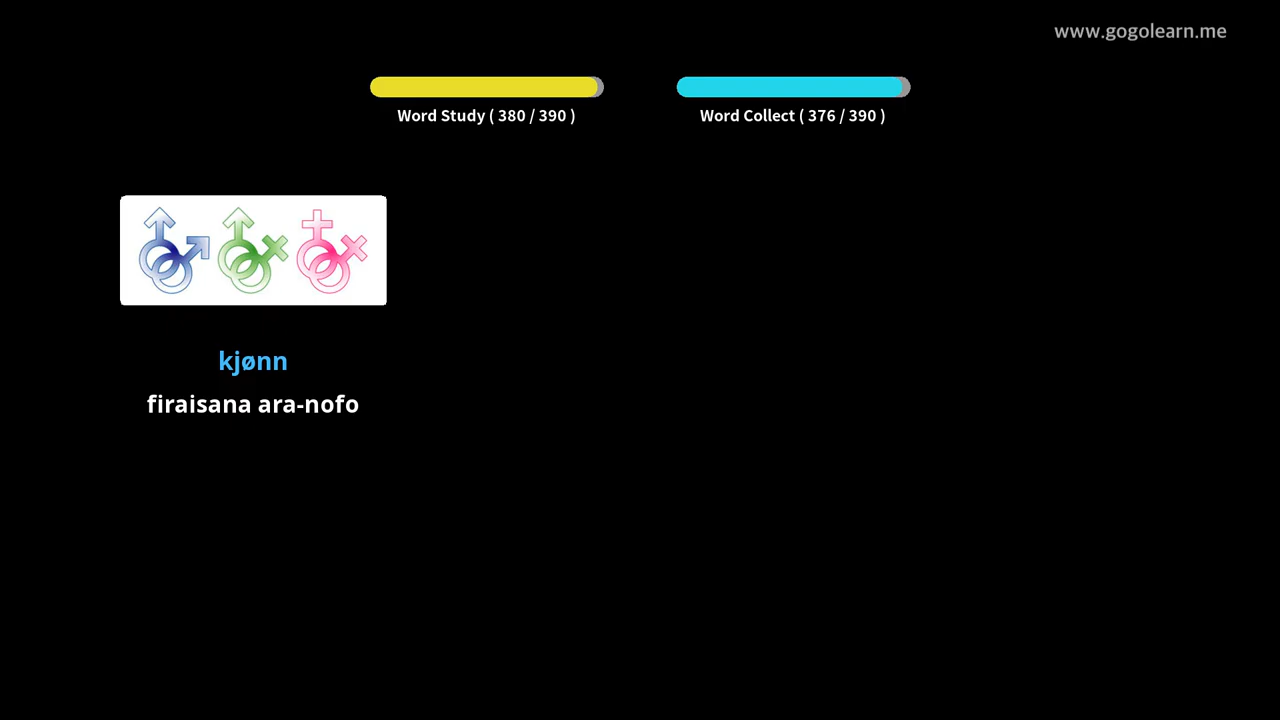 www.gogolearn.me
Word Study ( 380 / 390 )
Word Collect ( 376 / 390 )
kjønn
firaisana ara-nofo